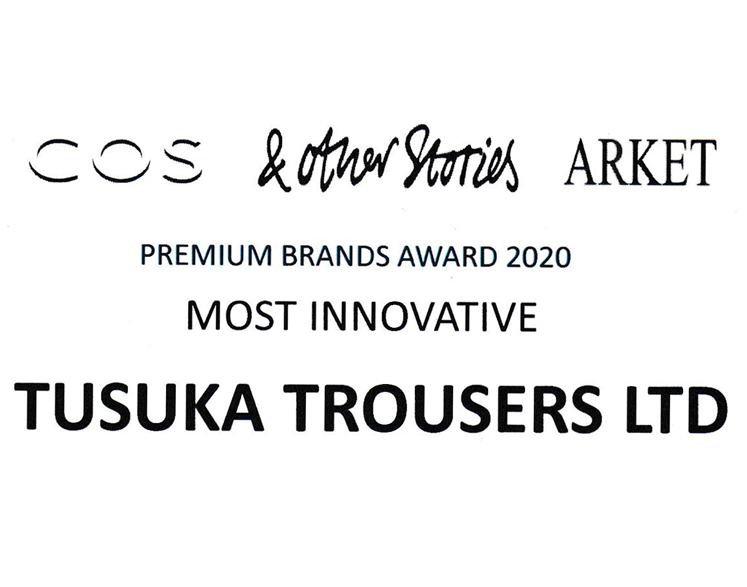 COS & other Stories ARKET
PREMIUM BRANDS AWARD 2020
MOST INNOVATIVE
TUSUKA TROUSERS LTD